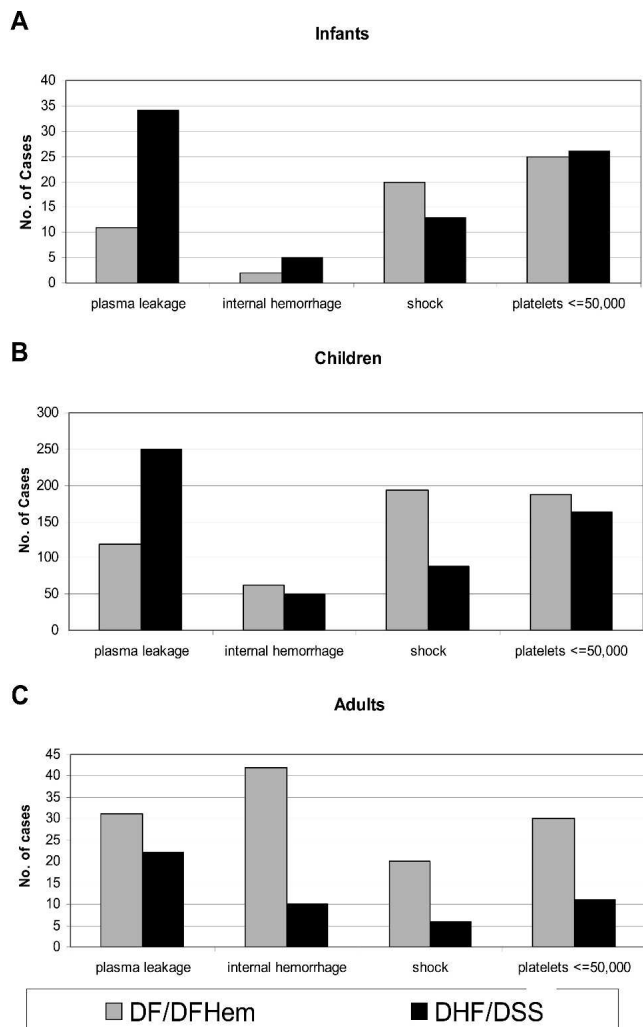 A
Infants
No. of Cases
40
35
30
25
20
15
10
5
0
plasma leakage internal hemorrhage shock platelets <=50,000
B
Children
No. of Cases
300
250
200
150
100
50
0
plasma leakage internal hemorrhage shock platelets <=50,000
C
Adults
No. of cases
45
40
35
30
25
20
15
10
5
0
plasma leakage internal hemorrhage shock platelets <=50,000
DF/DFHem DHF/DSS